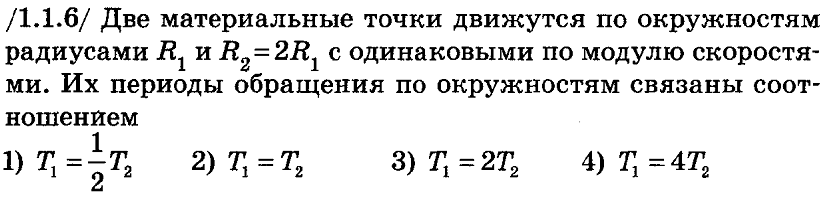 /1.1.6/ Две материальные точки движутся по окружностям
радиусами R₁ и R₂=2R₁ с одинаковыми по модулю скоростя-
ми. Их периоды обращения по окружностям связаны соот-
ношением
1) T₁ = 1/2 T₂ 2) T₁ = T₂ 3) T₁ = 2T₂ 4) T₁ = 4T₂